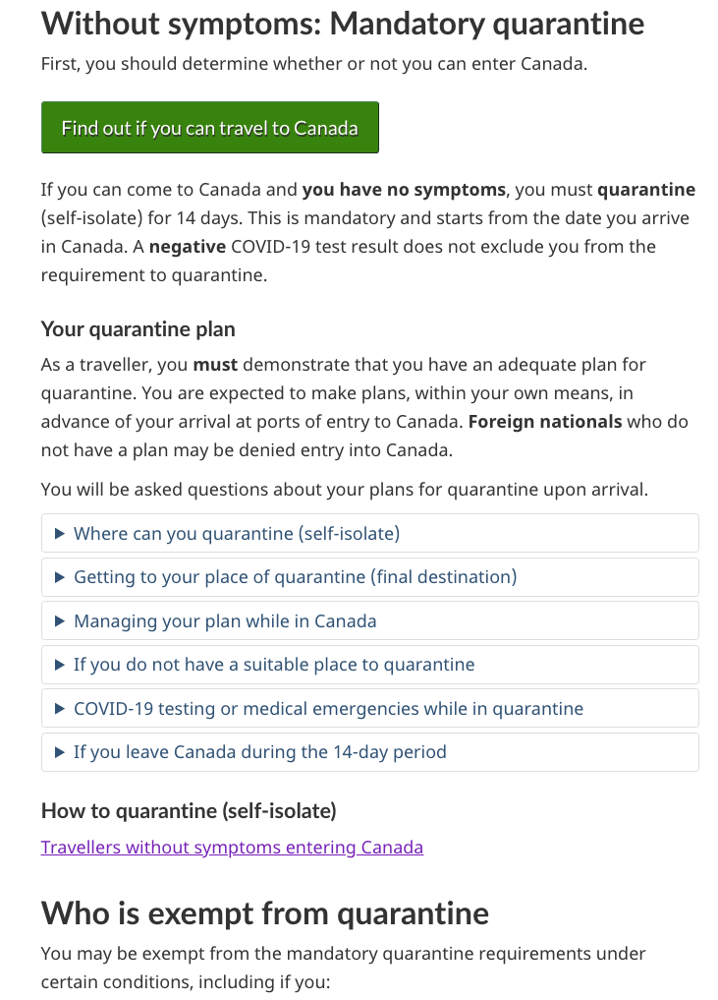 Without symptoms: Mandatory quarantine
First, you should determine whether or not you can enter Canada.
Find out if you can travel to Canada
If you can come to Canada and you have no symptoms, you must quarantine
(self-isolate) for 14 days. This is mandatory and starts from the date you arrive
in Canada. A negative COVID-19 test result does not exclude you from the
requirement to quarantine.
Your quarantine plan
As a traveller, you must demonstrate that you have an adequate plan for
quarantine. You are expected to make plans, within your own means, in
advance of your arrival at ports of entry to Canada. Foreign nationals who do
not have a plan may be denied entry into Canada.
You will be asked questions about your plans for quarantine upon arrival.
Where can you quarantine (self-isolate)
Getting to your place of quarantine (final destination)
Managing your plan while in Canada
If you do not have a suitable place to quarantine
COVID-19 testing or medical emergencies while in quarantine
If you leave Canada during the 14-day period
How to quarantine (self-isolate)
Travellers without symptoms entering Canada
Who is exempt from quarantine
You may be exempt from the mandatory quarantine requirements under
certain conditions, including if you: